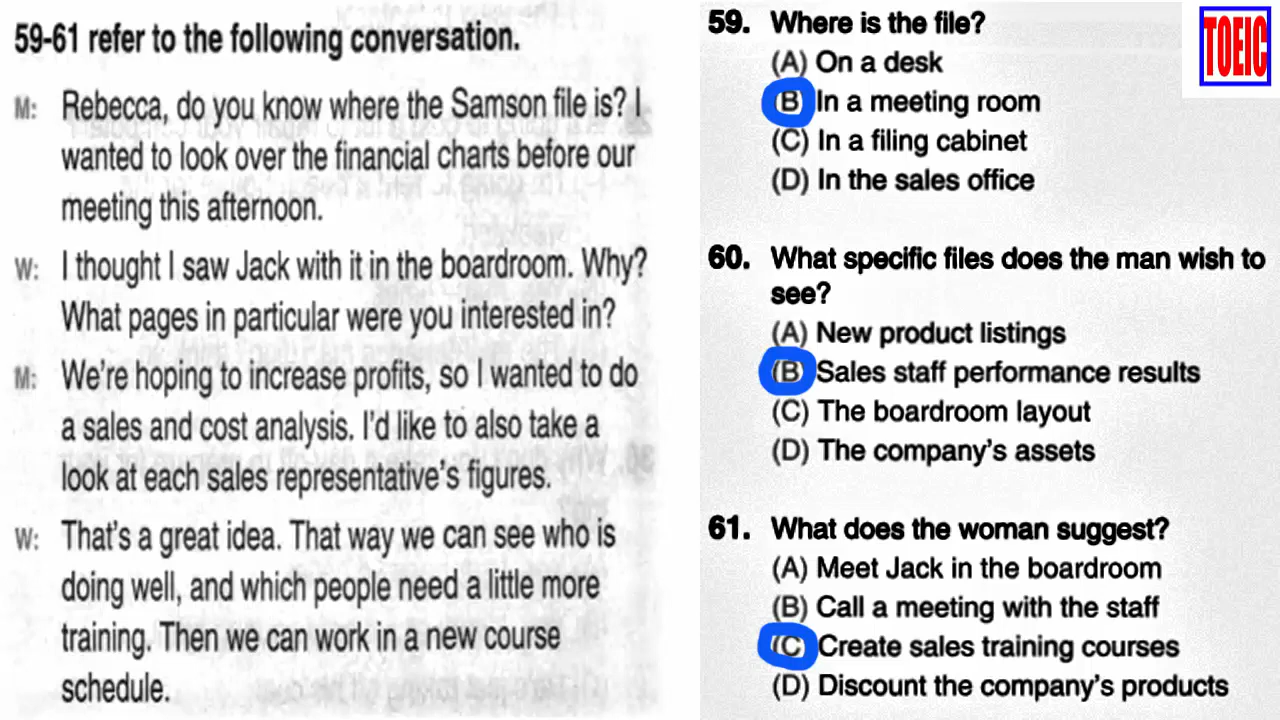 59-61 refer to the following conversation.
M: Rebecca, do you know where the Samson file is? I
wanted to look over the financial charts before our
meeting this afternoon.
W: I thought I saw Jack with it in the boardroom. Why?
What pages in particular were you interested in?
M: We're hoping to increase profits, so I wanted to do
a sales and cost analysis. I'd like to also take a
look at each sales representative's figures.
W: That's a great idea. That way we can see who is
doing well, and which people need a little more
training. Then we can work in a new course
schedule.
59. Where is the file?
(A) On a desk
(B) In a meeting room
(C) In a filing cabinet
(D) In the sales office
60. What specific files does the man wish to
see?
(A) New product listings
(B) Sales staff performance results
(C) The boardroom layout
(D) The company's assets
61. What does the woman suggest?
(A) Meet Jack in the boardroom
(B) Call a meeting with the staff
(C) Create sales training courses
(D) Discount the company's products
TOEIC